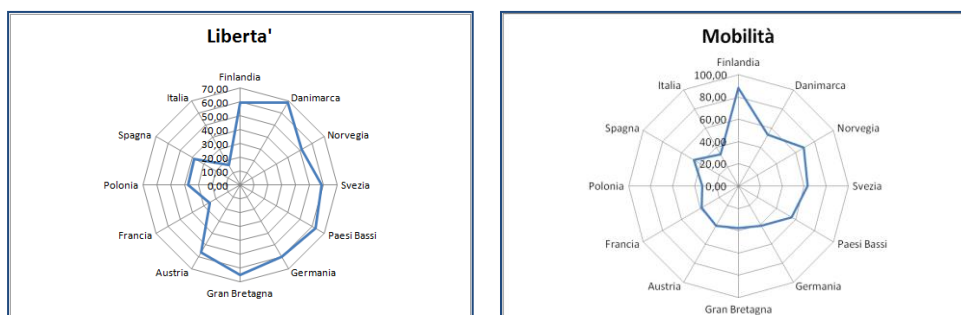 Liberta'
Finlandia
Danimarca
Norvegia
Svezia
Paesi Bassi
Germania
Gran Bretagna
Austria
Francia
Polonia
Spagna
Italia
70,00
60,00
50,00
40,00
30,00
20,00
10,00
0,00
Mobilità
Finlandia
Danimarca
Norvegia
Svezia
Paesi Bassi
Germania
Gran Bretagna
Austria
Francia
Polonia
Spagna
Italia
100,00
80,00
60,00
40,00
20,00
0,00